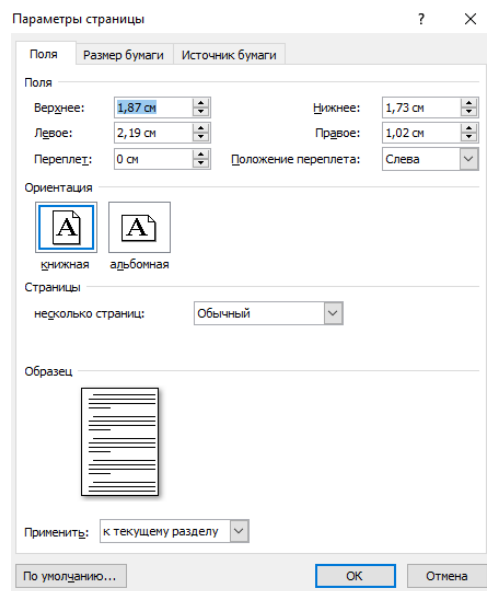 Параметры страницы ? ×
Поля Размер бумаги Источник бумаги
Поля
Верхнее: 1,87 см Нижнее: 1,73 см
Левое: 2,19 см Правое: 1,02 см
Переплет: 0 см Положение переплета: Слева
Ориентация
A A
книжная альбомная
Страницы
несколько страниц: Обычный
Образец
Применить: к текущему разделу
По умолчанию... ОК Отмена